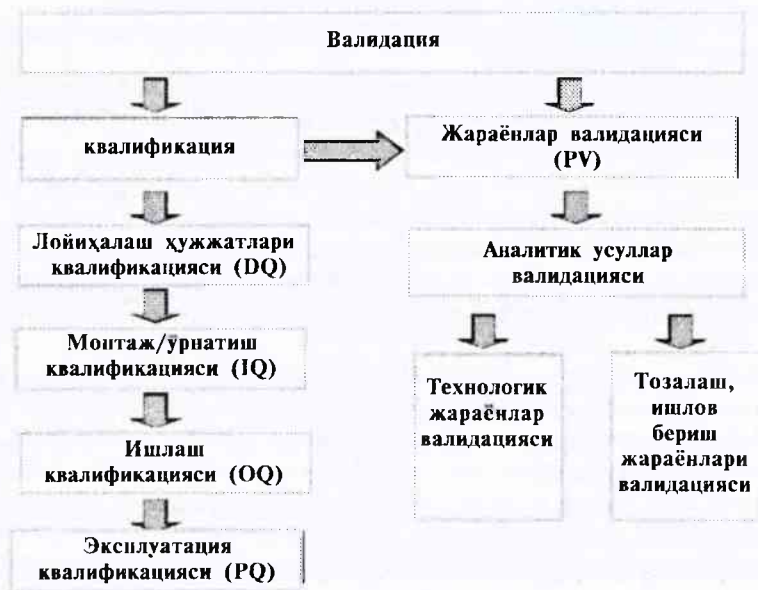 Валидация
квалификация
Жараёнлар валидацияси
(PV)
Лойиҳалаш ҳужжатлари
квалификацияси (DQ)
Аналитик усуллар
валидацияси
Монтаж/ўрнатиш
квалификацияси (IQ)
Технологик
жараёнлар
валидацияси
Тозалаш,
ишлов
бериш
жараёнлари
валидацияси
Ишлаш
квалификацияси (OQ)
Эксплуатация
квалификацияси (PQ)